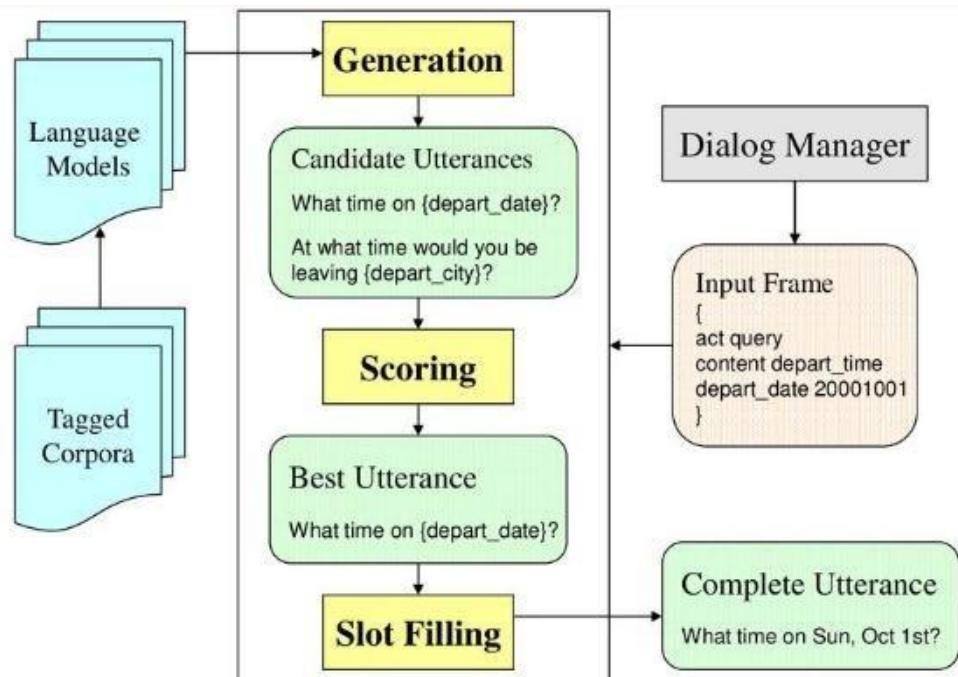 Generation
Language
Models
Candidate Utterances
What time on {depart_date}?
At what time would you be
leaving {depart_city}?
Dialog Manager
Input Frame
{
act query
content depart_time
depart_date 20001001
}
Scoring
Tagged
Corpora
Best Utterance
What time on {depart_date}?
Slot Filling
Complete Utterance
What time on Sun, Oct 1st?